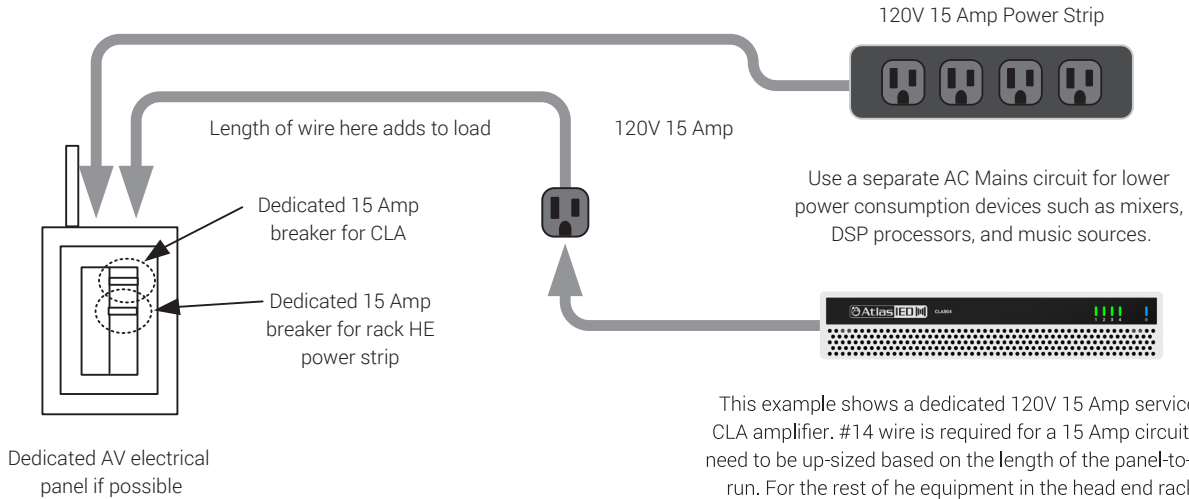 120V 15 Amp Power Strip
Length of wire here adds to load
120V 15 Amp
Use a separate AC Mains circuit for lower
power consumption devices such as mixers,
DSP processors, and music sources.
Dedicated 15 Amp
breaker for CLA
Dedicated 15 Amp
breaker for rack HE
power strip
AtlasIED
CLA804
1 2 3 4
This example shows a dedicated 120V 15 Amp service
CLA amplifier. #14 wire is required for a 15 Amp circuit
need to be up-sized based on the length of the panel-to-
run. For the rest of he equipment in the head end rack
Dedicated AV electrical
panel if possible